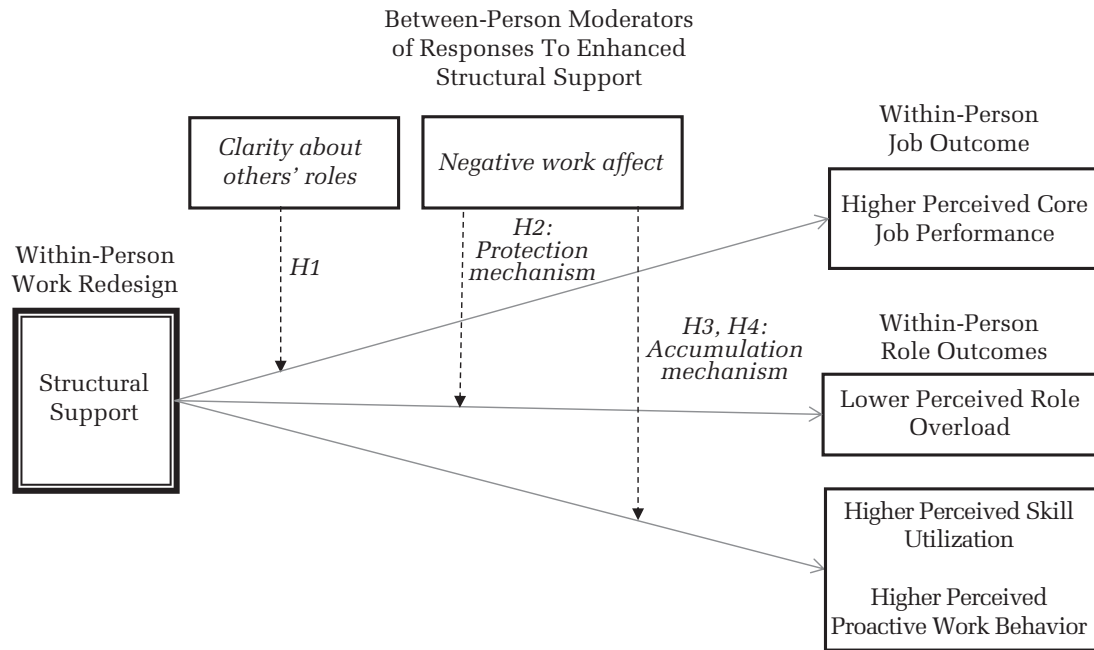 Between-Person Moderators
of Responses To Enhanced
Structural Support
Clarity about
others’ roles
Negative work affect
Within-Person
Job Outcome
Higher Perceived Core
Job Performance
H1
H2:
Protection
mechanism
Within-Person
Work Redesign
Structural
Support
H3, H4:
Accumulation
mechanism
Within-Person
Role Outcomes
Lower Perceived Role
Overload
Higher Perceived Skill
Utilization
Higher Perceived
Proactive Work Behavior